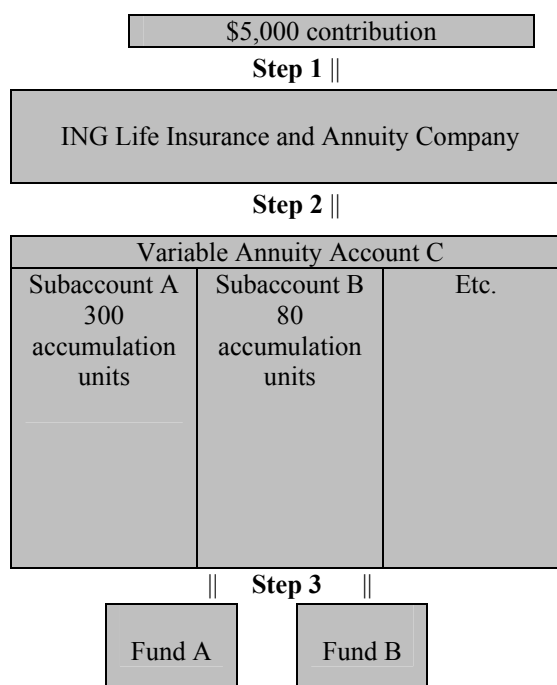 $5,000 contribution
Step 1 ||
ING Life Insurance and Annuity Company
Step 2 ||
Variable Annuity Account C
Subaccount A
300
accumulation
units
Subaccount B
80
accumulation
units
Etc.
|| Step 3 ||
Fund A
Fund B